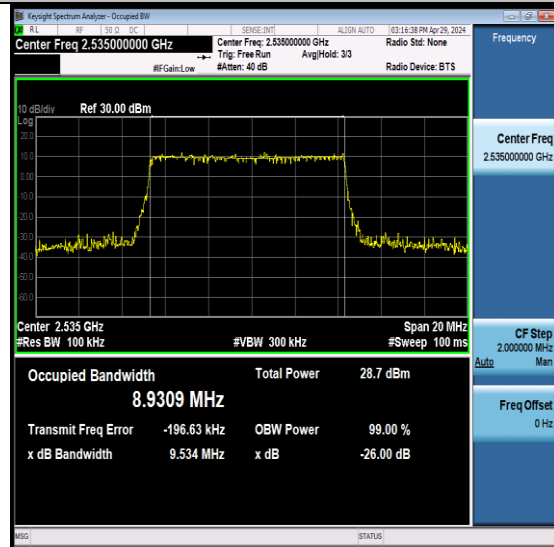 Keysight Spectrum Analyzer - Occupied BW
RL RF 50 Ω DC SENSE:INT ALIGN AUTO 03:16:38 PM Apr 29, 2024
Center Freq 2.535000000 GHz
Center Freq: 2.535000000 GHz
Radio Std: None
Trig: Free Run Avg|Hold: 3/3
#IFGain:Low #Atten: 40 dB Radio Device: BTS
10 dB/div Ref 30.00 dBm
Log
20.0
10.0
0.00
-10.0
-20.0
-30.0
-40.0
-50.0
-60.0
Center 2.535 GHz Span 20 MHz
#Res BW 100 kHz #VBW 300 kHz #Sweep 100 ms
Occupied Bandwidth Total Power 28.7 dBm
8.9309 MHz
Transmit Freq Error -196.63 kHz OBW Power 99.00 %
x dB Bandwidth 9.534 MHz x dB -26.00 dB
MSG STATUS
Frequency
Center Freq
2.535000000 GHz
CF Step
2.000000 MHz
Auto Man
Freq Offset
0 Hz